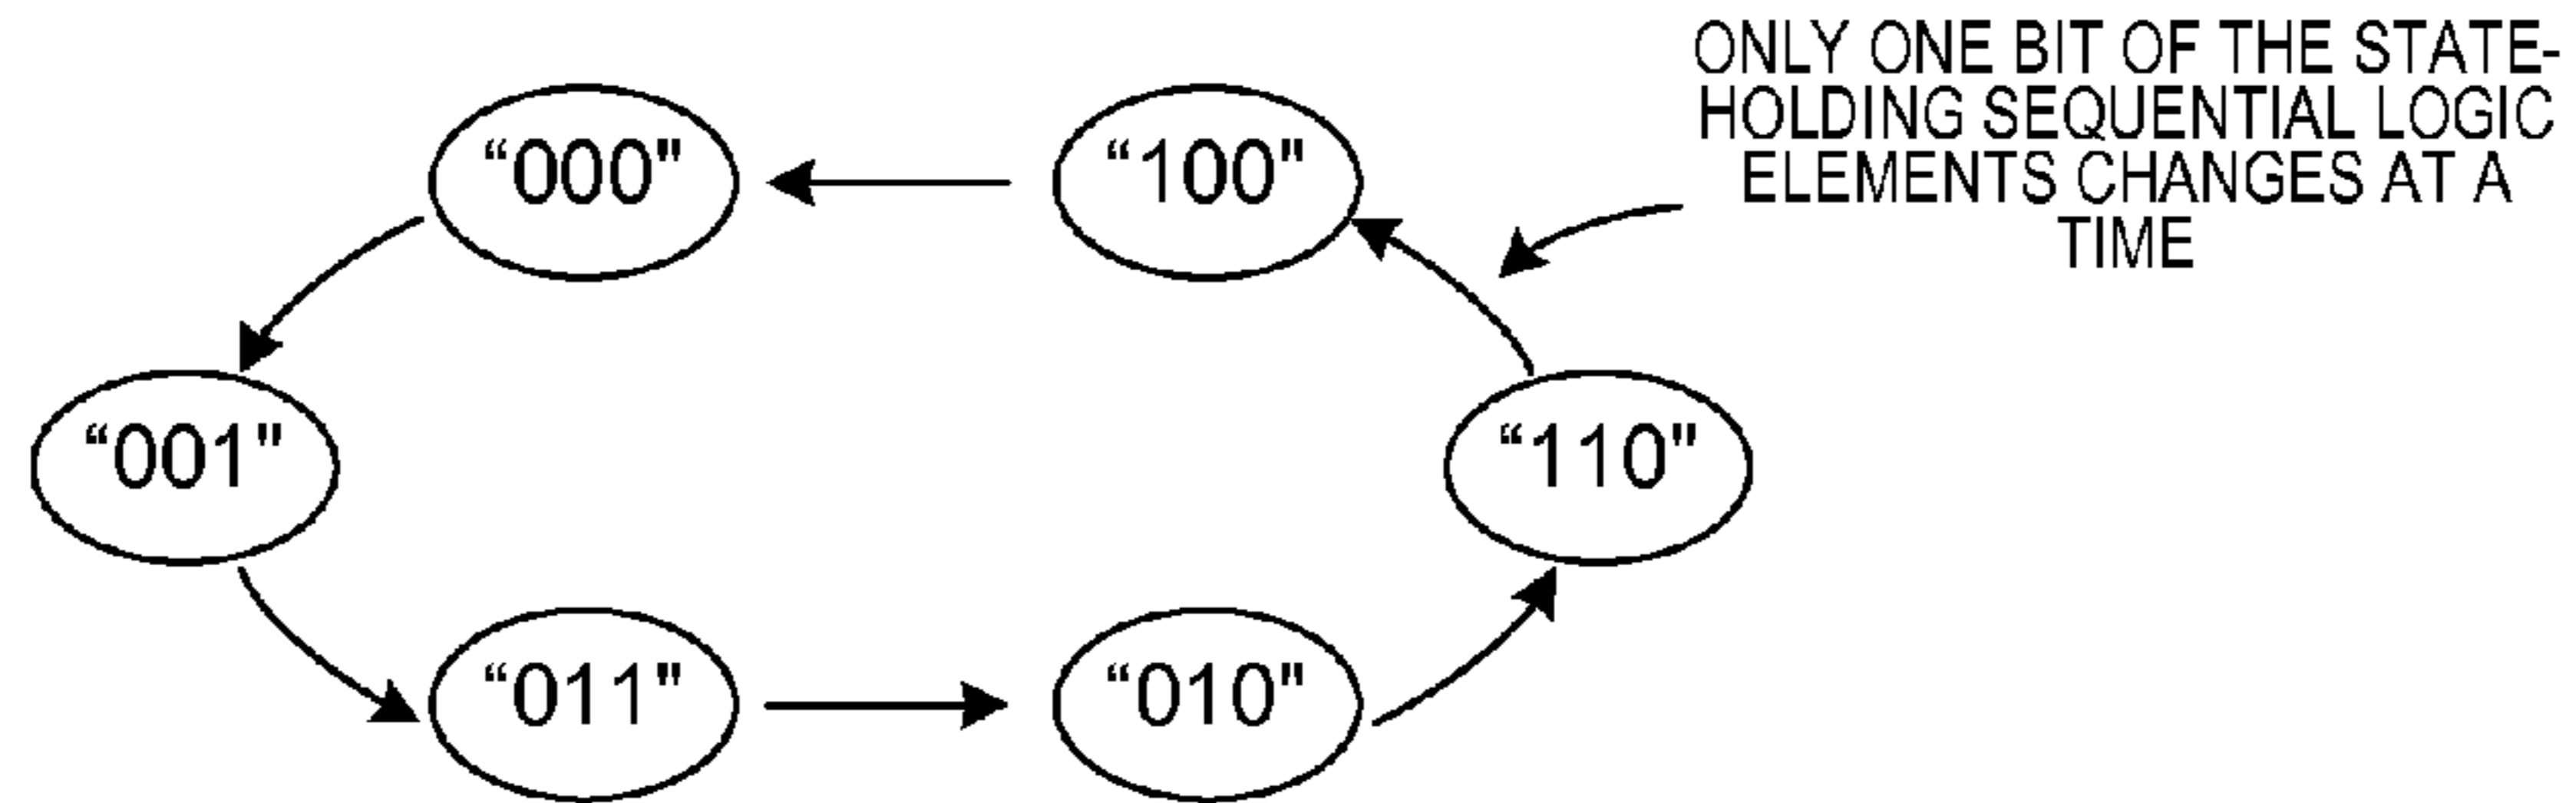 ONLY ONE BIT OF THE STATE-
HOLDING SEQUENTIAL LOGIC
ELEMENTS CHANGES AT A
TIME
“000"
“100"
“001"
“110"
“011"
“010"